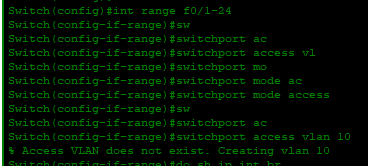 Switch(config)#int range f0/1-24
Switch(config-if-range)#sw
Switch(config-if-range)#switchport ac
Switch(config-if-range)#switchport access vl
Switch(config-if-range)#switchport mo
Switch(config-if-range)#switchport mode ac
Switch(config-if-range)#switchport mode access
Switch(config-if-range)#sw
Switch(config-if-range)#switchport ac
Switch(config-if-range)#switchport access vlan 10
% Access VLAN does not exist. Creating vlan 10
Switch(config-if-range)#do sh ip int br